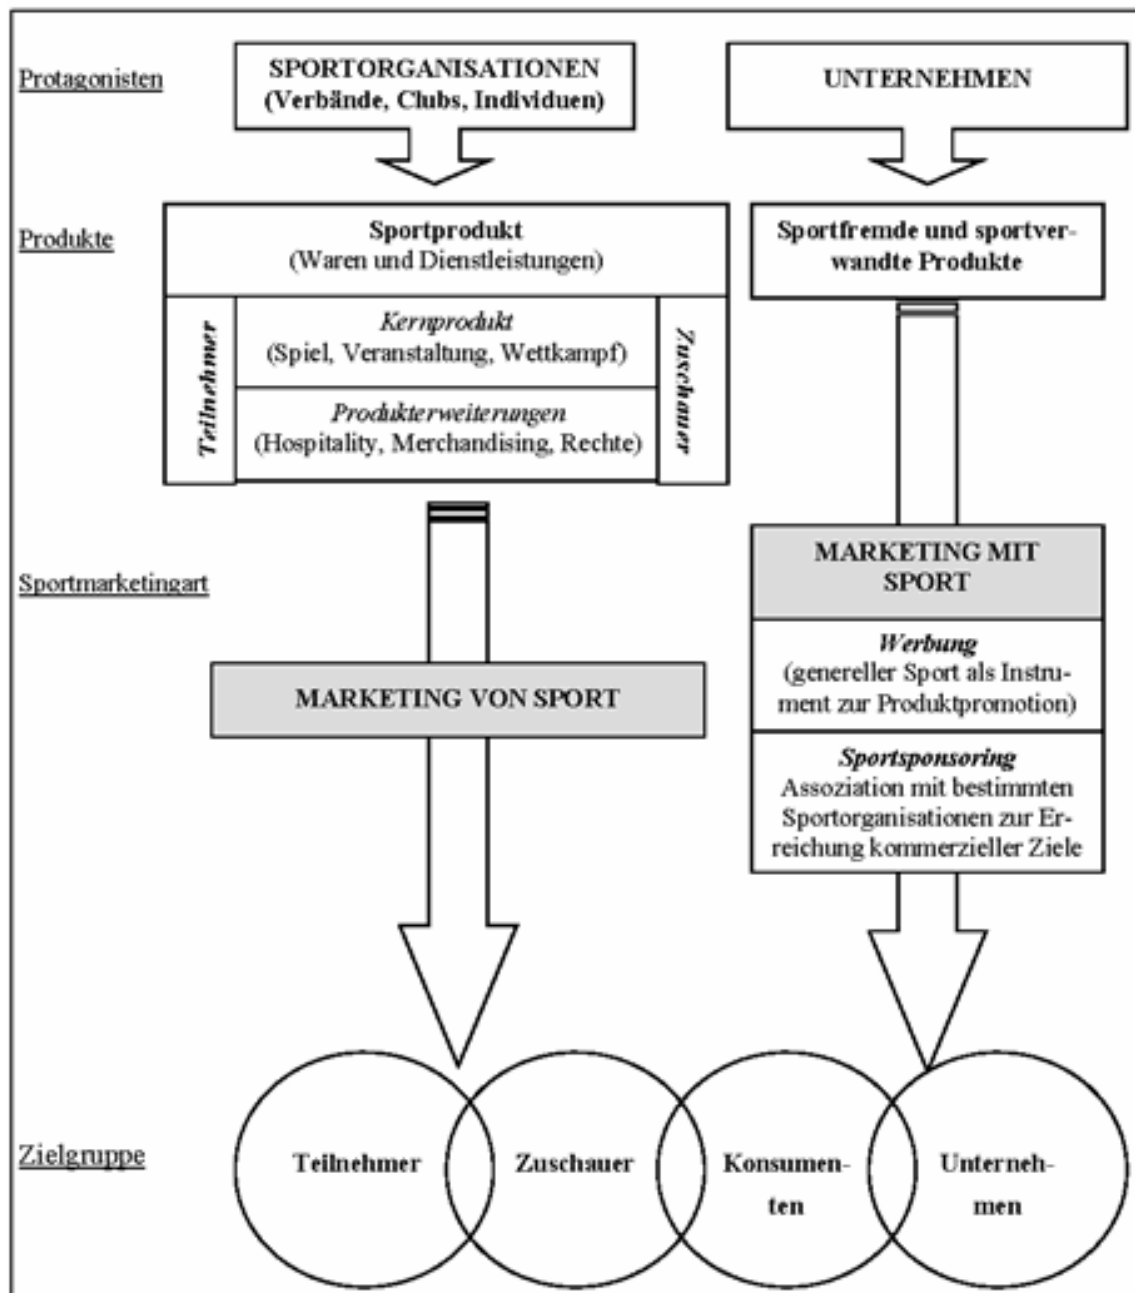 Protagonisten
SPORTORGANISATIONEN
(Verbände, Clubs, Individuen)
UNTERNEHMEN
Produkte
Sportprodukt
(Waren und Dienstleistungen)
Teilnehmer
Kernprodukt
(Spiel, Veranstaltung, Wettkampf)
Produkterweiterungen
(Hospitality, Merchandising, Rechte)
Zuschauer
Sportfremde und sportver-
wandte Produkte
Sportmarketingart
MARKETING VON SPORT
MARKETING MIT
SPORT
Werbung
(genereller Sport als Instru-
ment zur Produktpromotion)
Sportsponsoring
Assoziation mit bestimmten
Sportorganisationen zur Er-
reichung kommerzieller Ziele
Zielgruppe
Teilnehmer
Zuschauer
Konsumen-
ten
Unterneh-
men